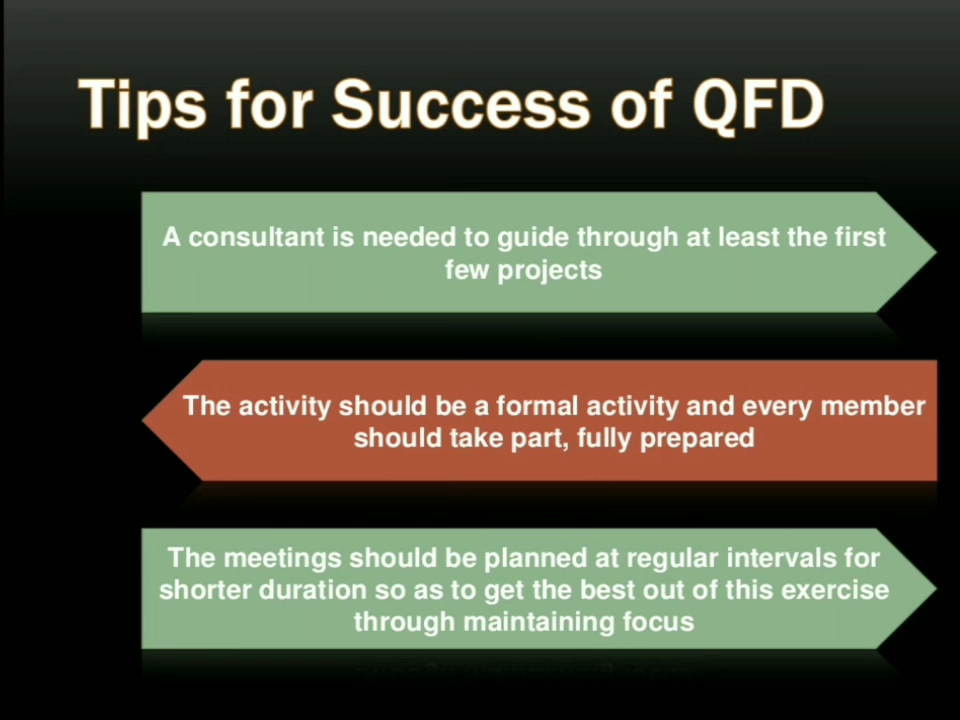 Tips for Success of QFD
A consultant is needed to guide through at least the first
few projects
The activity should be a formal activity and every member
should take part, fully prepared
The meetings should be planned at regular intervals for
shorter duration so as to get the best out of this exercise
through maintaining focus